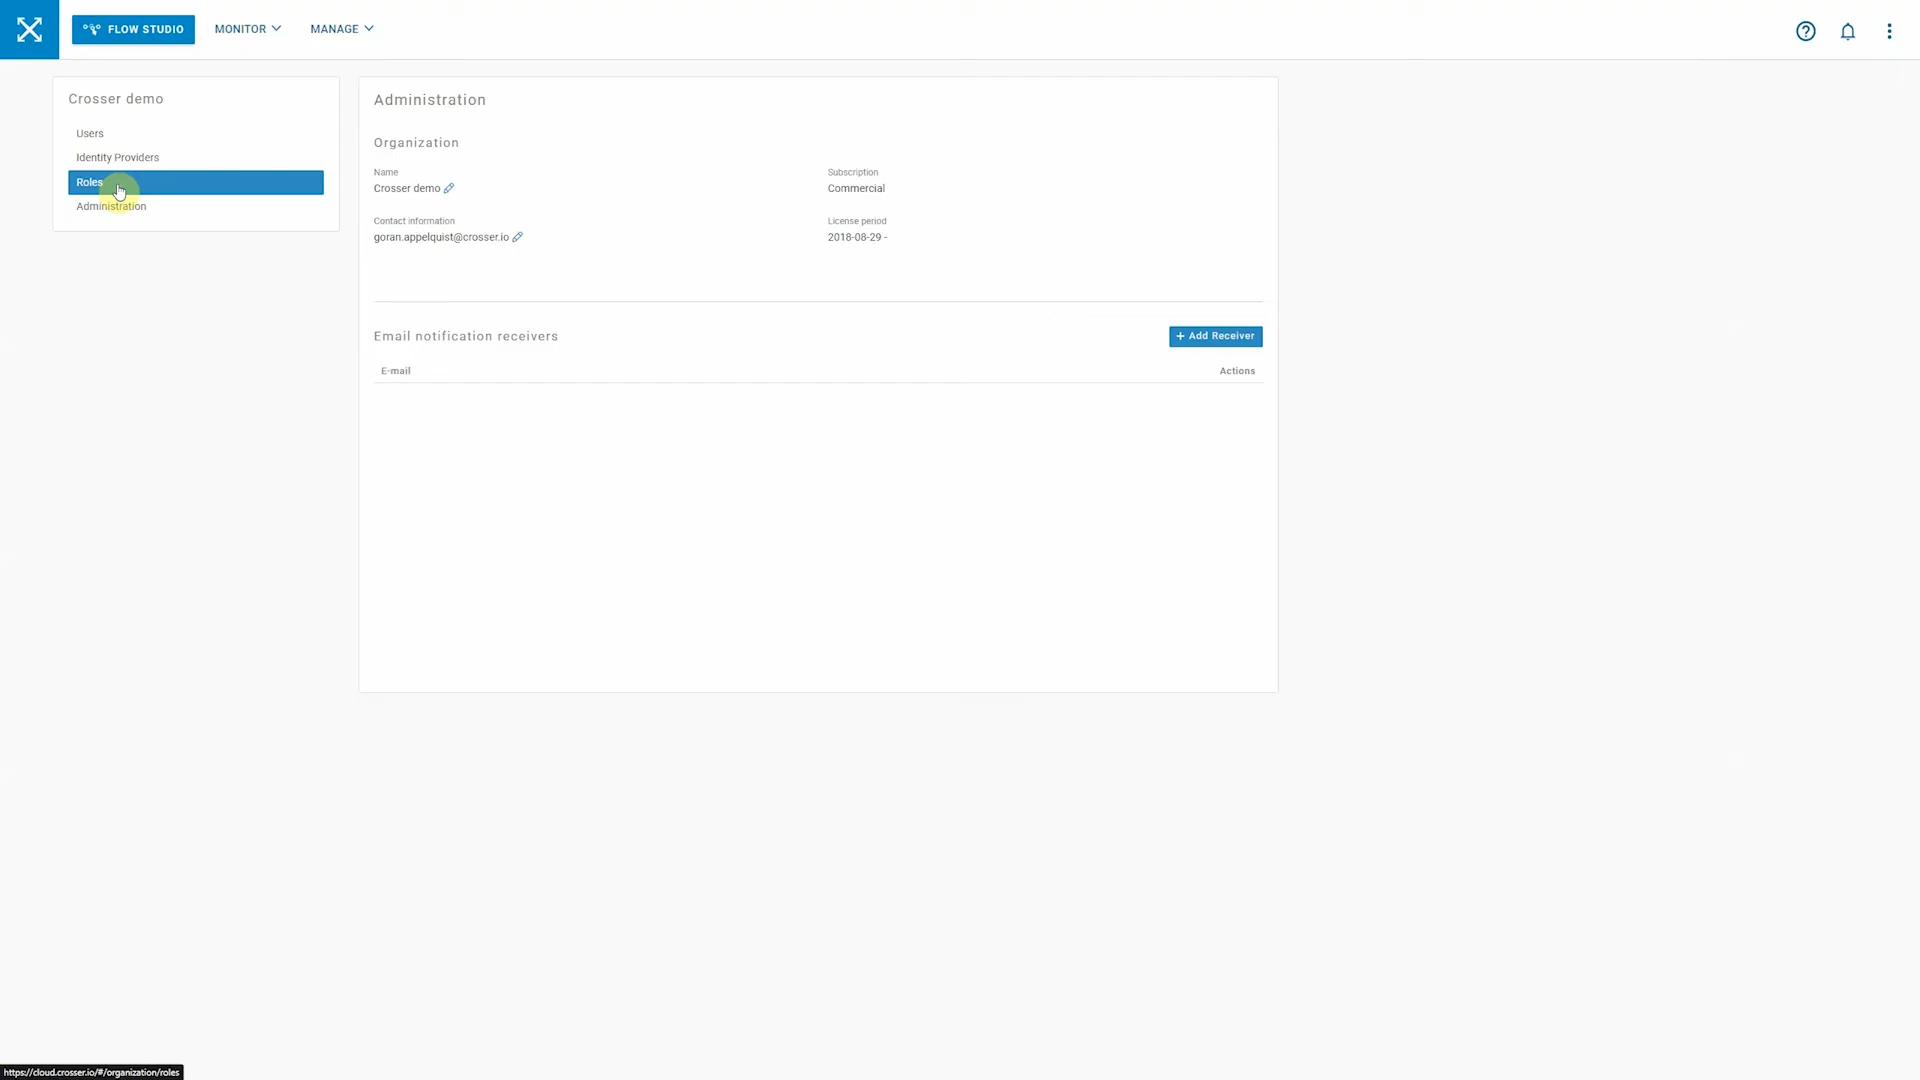 FLOW STUDIO
MONITOR
MANAGE
Crosser demo
Users
Identity Providers
Roles
Administration
Administration
Organization
Name
Crosser demo
Subscription
Commercial
Contact information
goran.appelquist@crosser.io
License period
2018-08-29 -
Email notification receivers
+ Add Receiver
E-mail
Actions
https://cloud.crosser.io/#/organization/roles